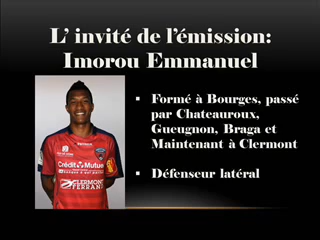 L' invité de l'émission:
Imorou Emmanuel
▪ Formé à Bourges, passé
par Chateauroux,
Gueugnon, Braga et
Maintenant à Clermont
▪ Défenseur latéral
Crédit Mutuel
CLERMONT
FERRAND